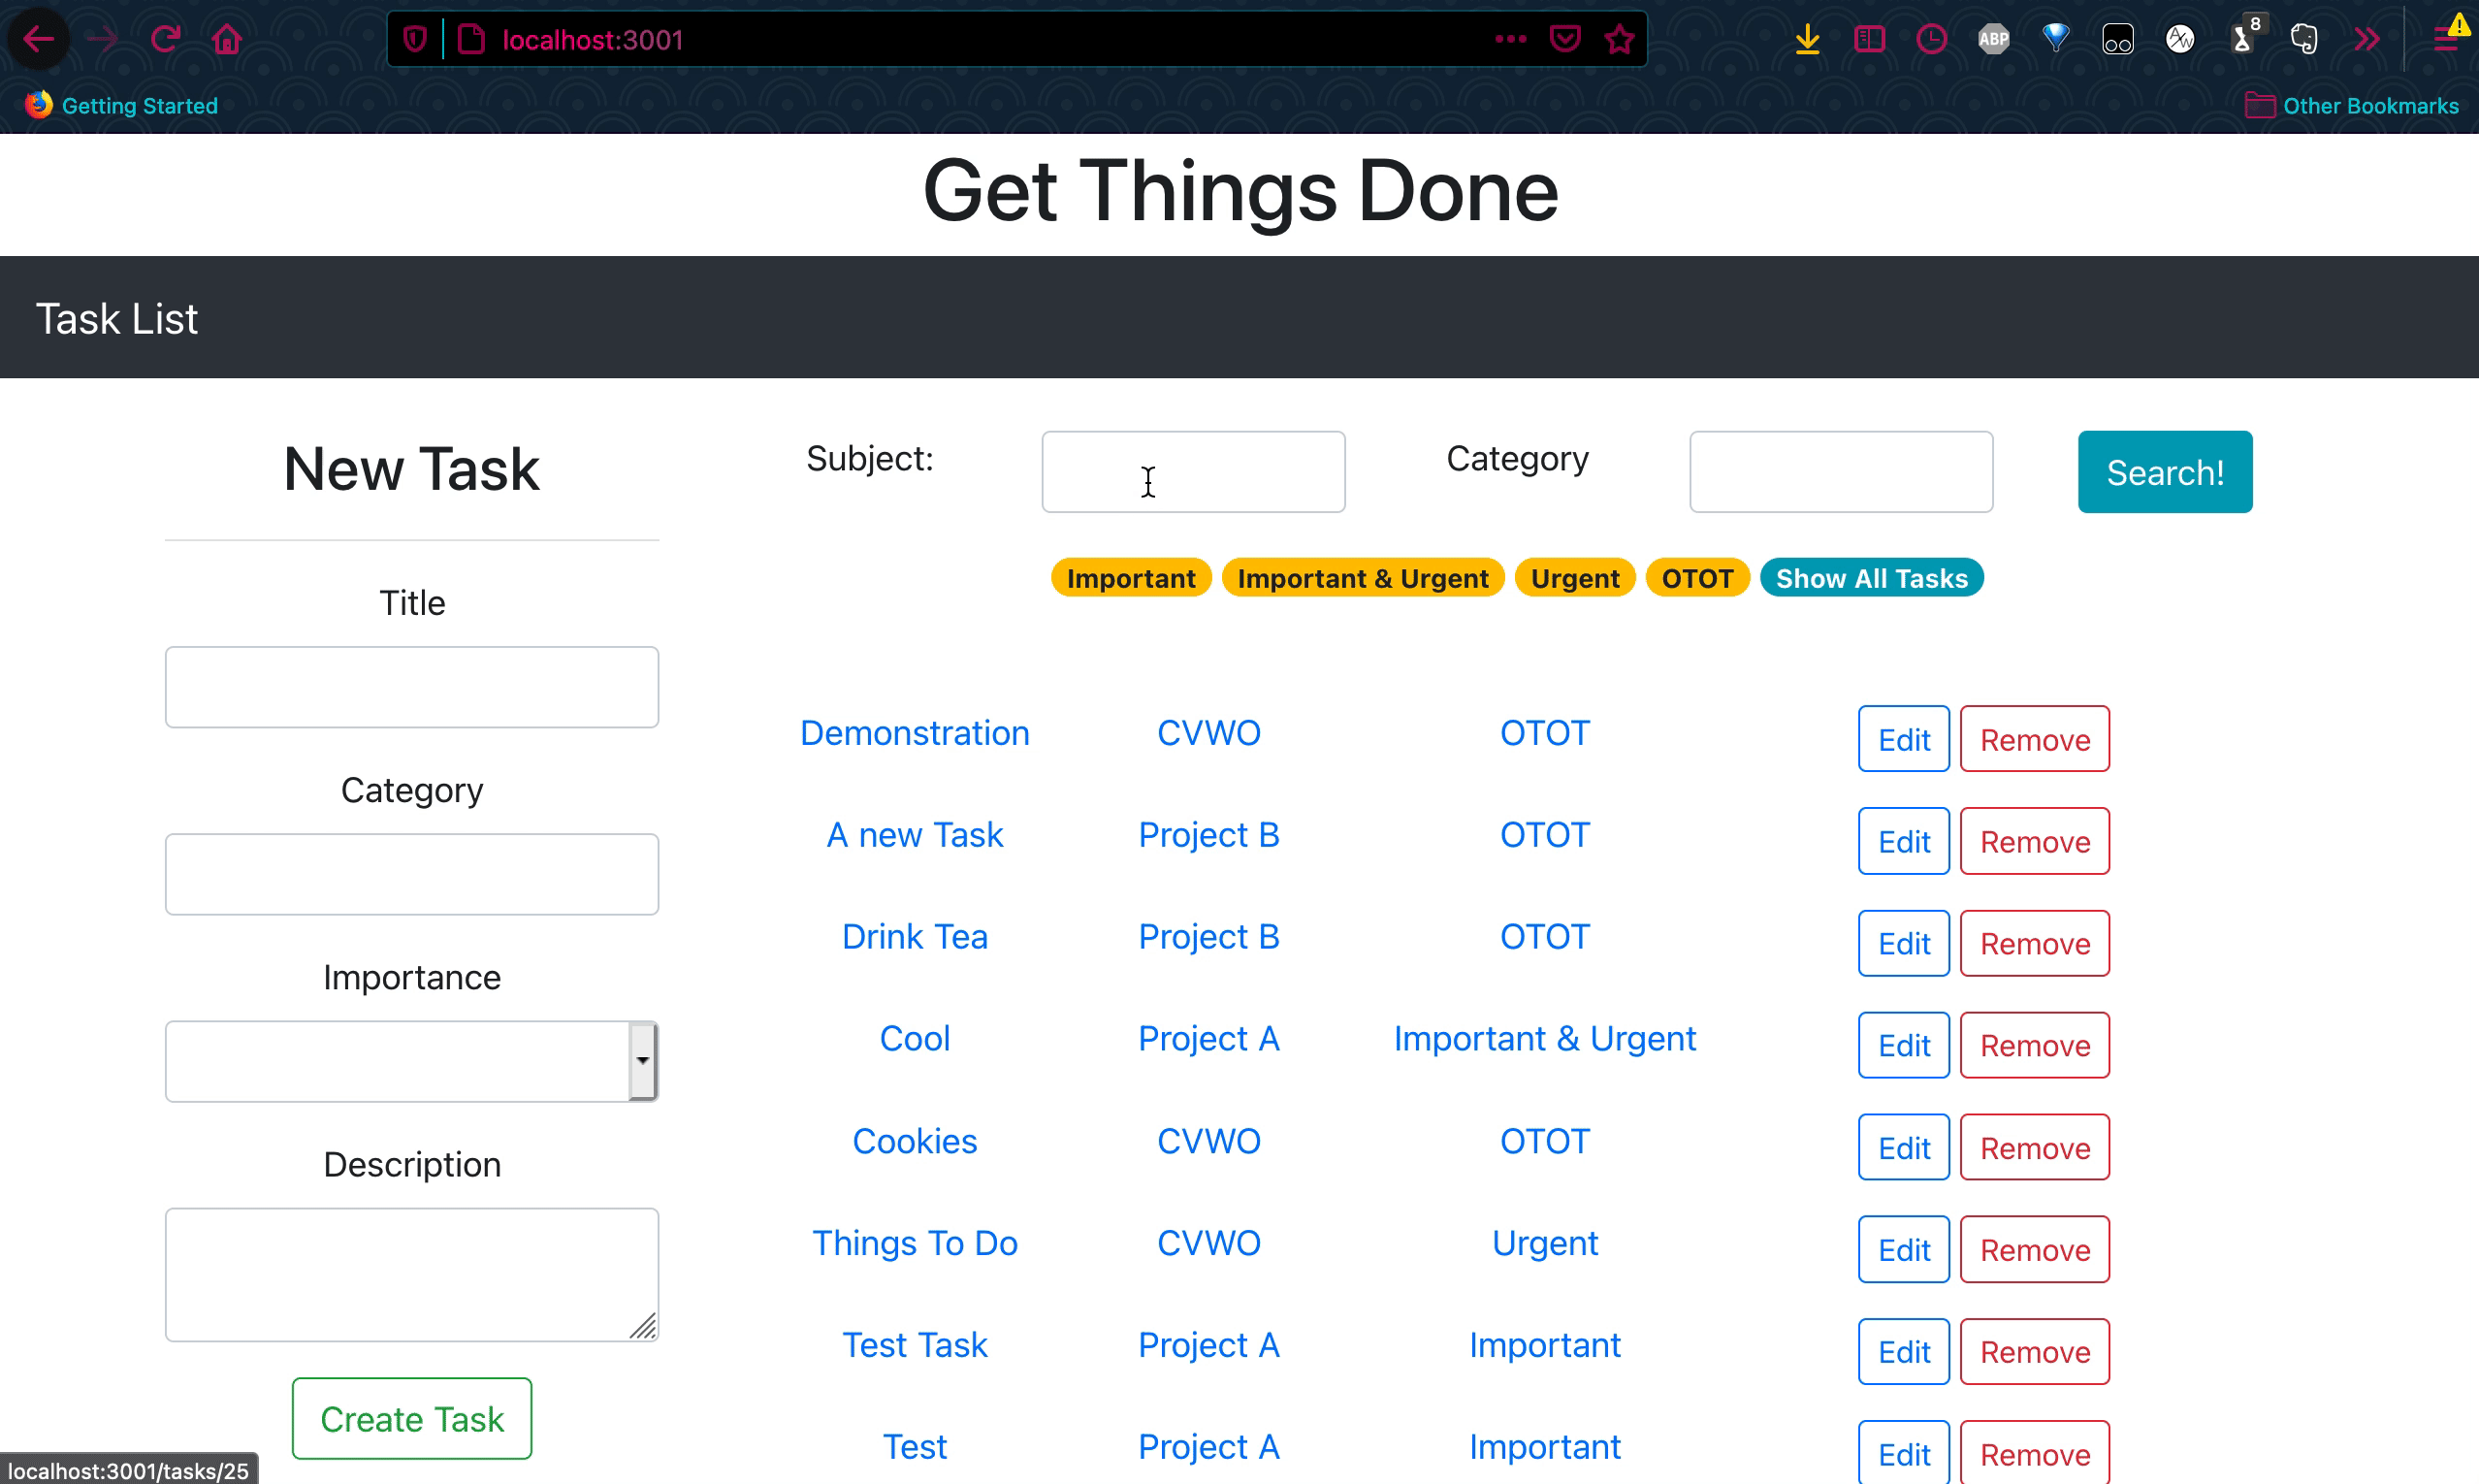 localhost:3001
ABP
8
Getting Started
Other Bookmarks
Get Things Done
Task List
New Task
Title
Category
Importance
Description
Create Task
Subject:
Category
Search!
Important
Important & Urgent
Urgent
OTOT
Show All Tasks
Demonstration CVWO OTOT Edit Remove
A new Task Project B OTOT Edit Remove
Drink Tea Project B OTOT Edit Remove
Cool Project A Important & Urgent Edit Remove
Cookies CVWO OTOT Edit Remove
Things To Do CVWO Urgent Edit Remove
Test Task Project A Important Edit Remove
Test Project A Important Edit Remove
localhost:3001/tasks/25